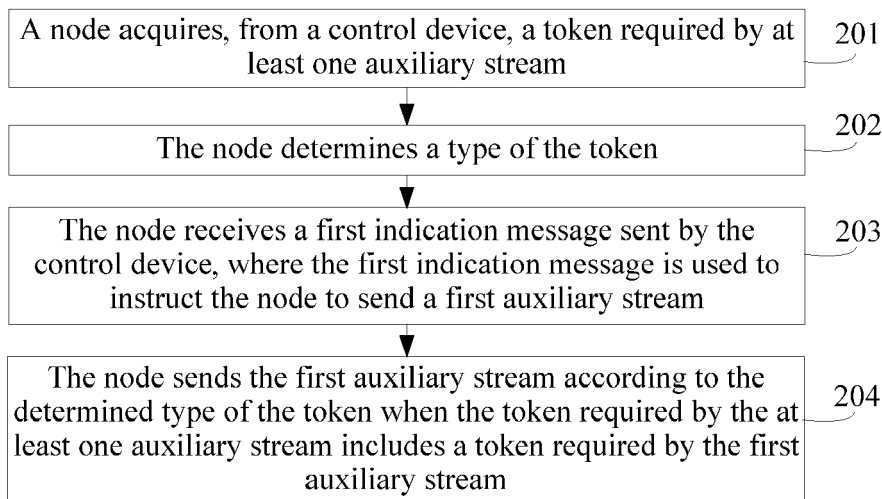 A node acquires, from a control device, a token required by at
least one auxiliary stream
201
The node determines a type of the token
202
The node receives a first indication message sent by the
control device, where the first indication message is used to
instruct the node to send a first auxiliary stream
203
The node sends the first auxiliary stream according to the
determined type of the token when the token required by the at
least one auxiliary stream includes a token required by the first
auxiliary stream
204